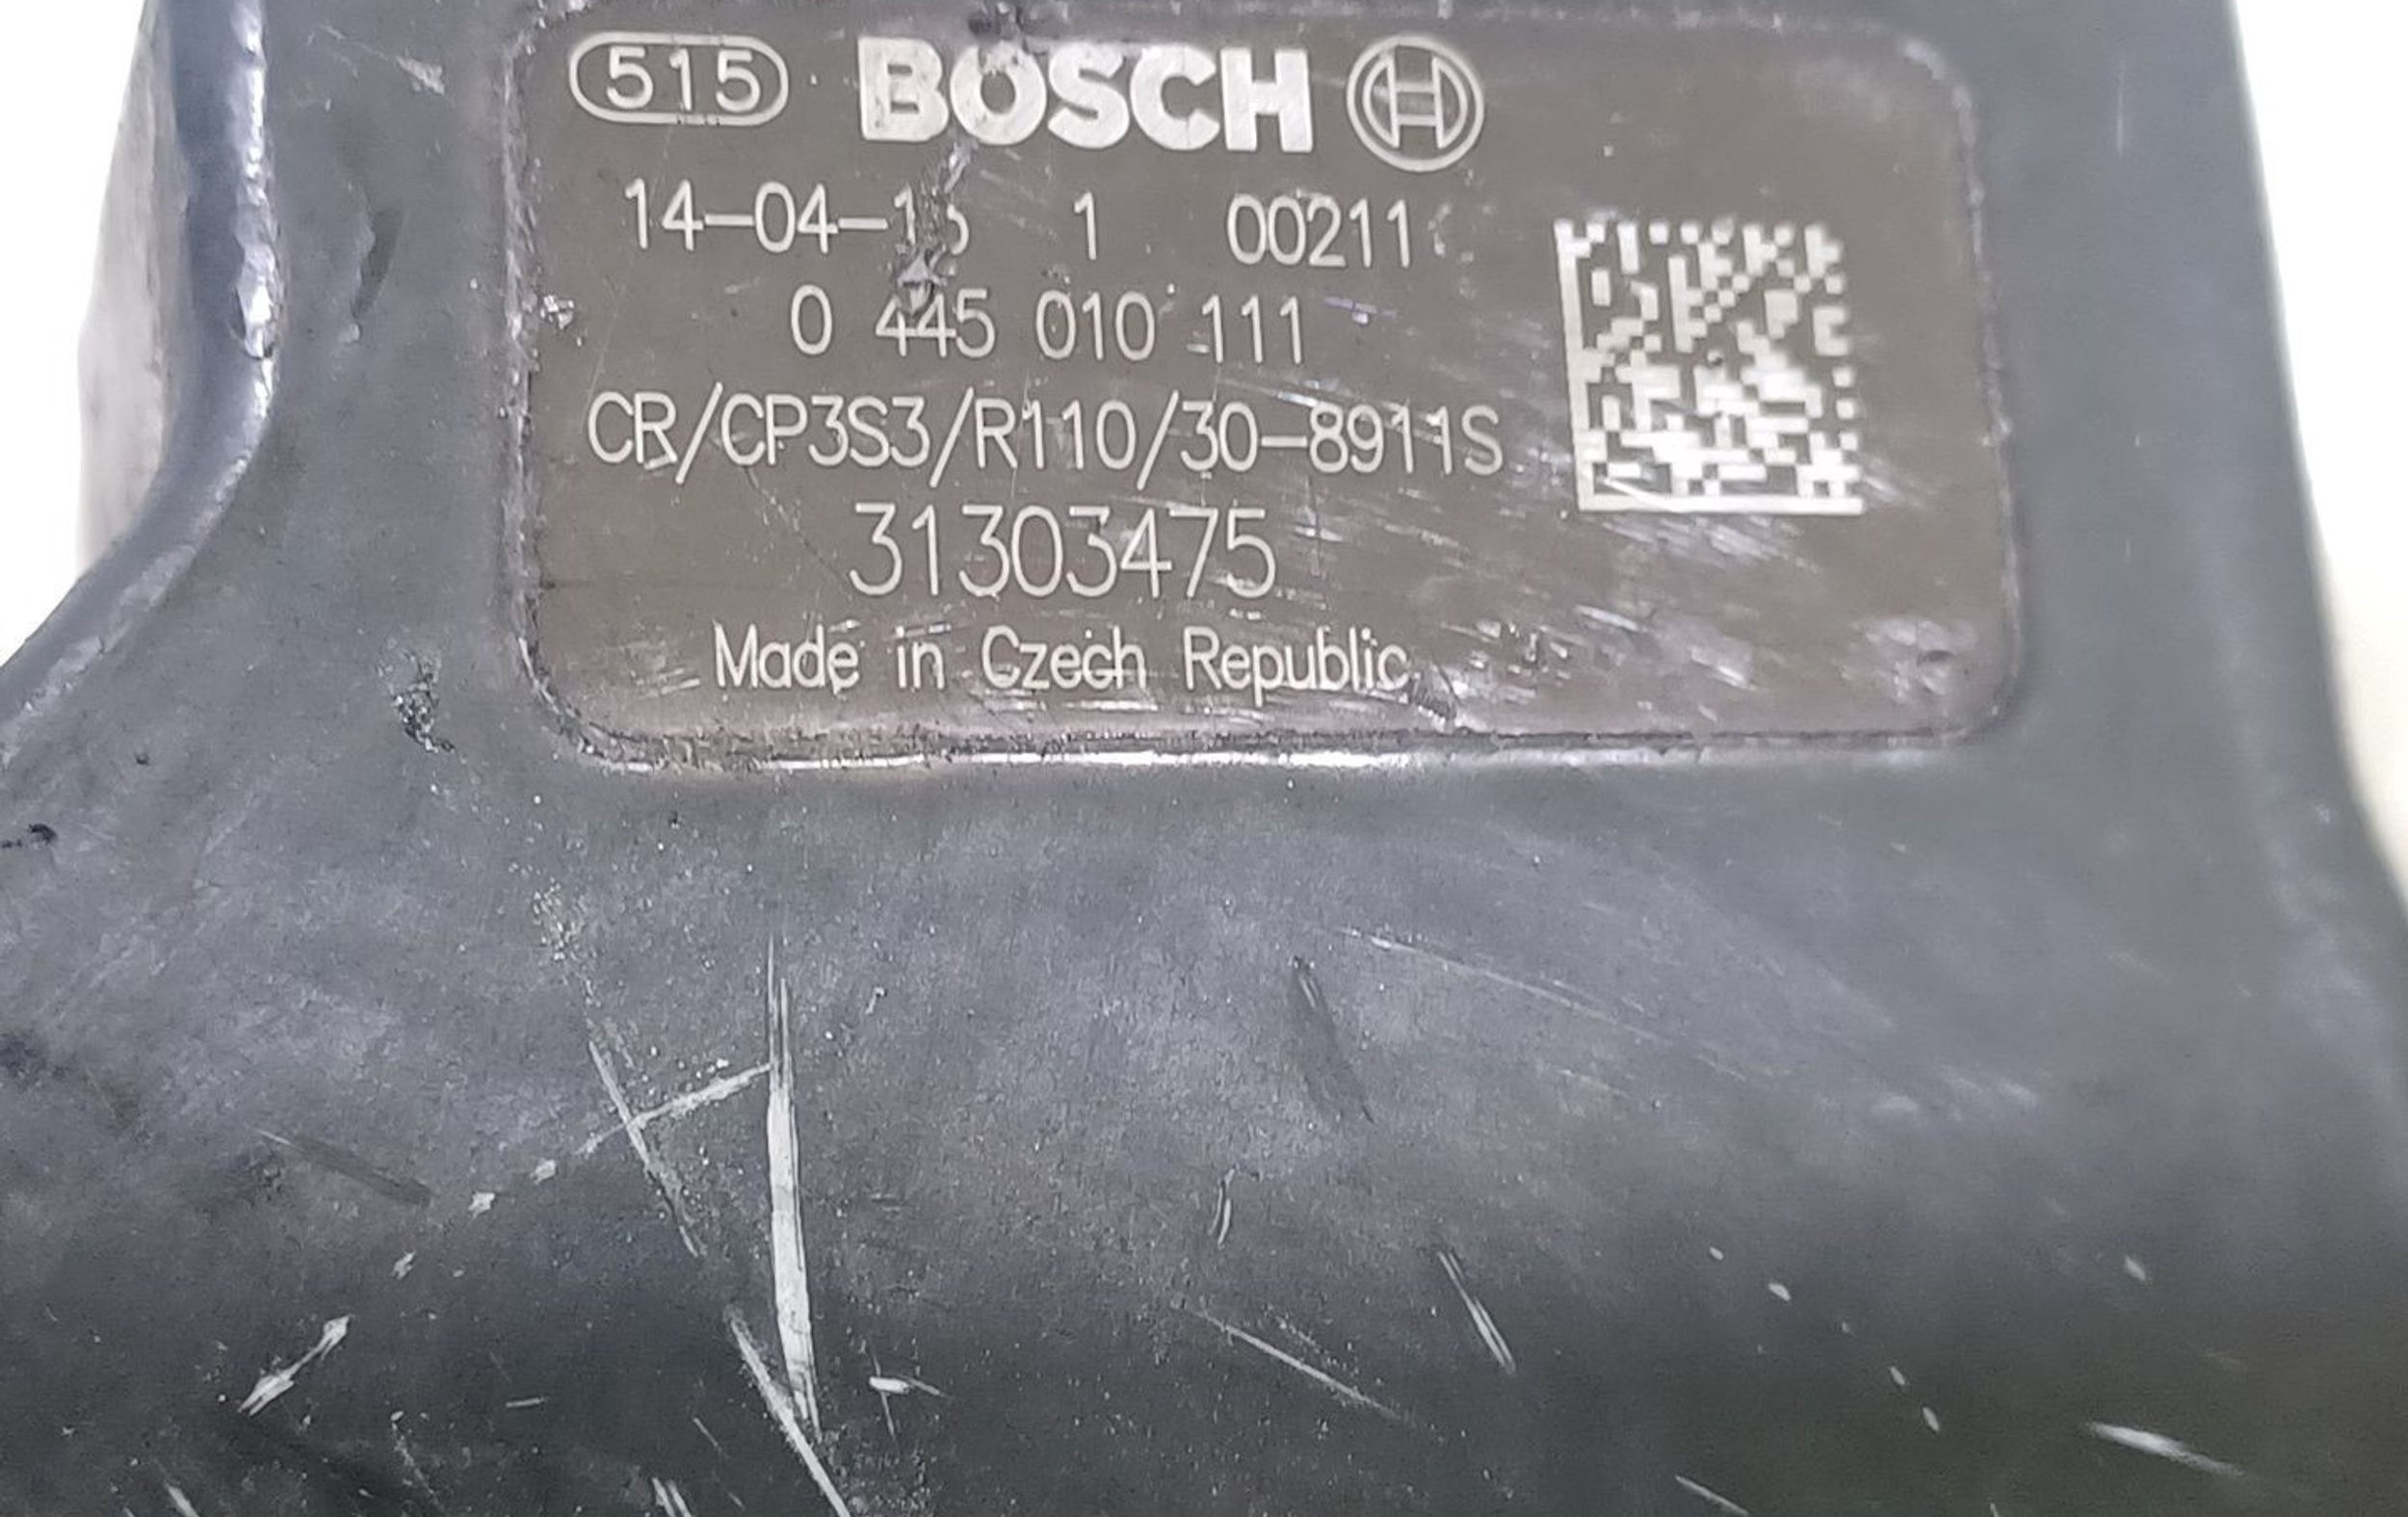 515 BOSCH
1 00211
0 445 010 111
CR/CP3S3/R110/30-8911S
31303475
Made in Czech Republic